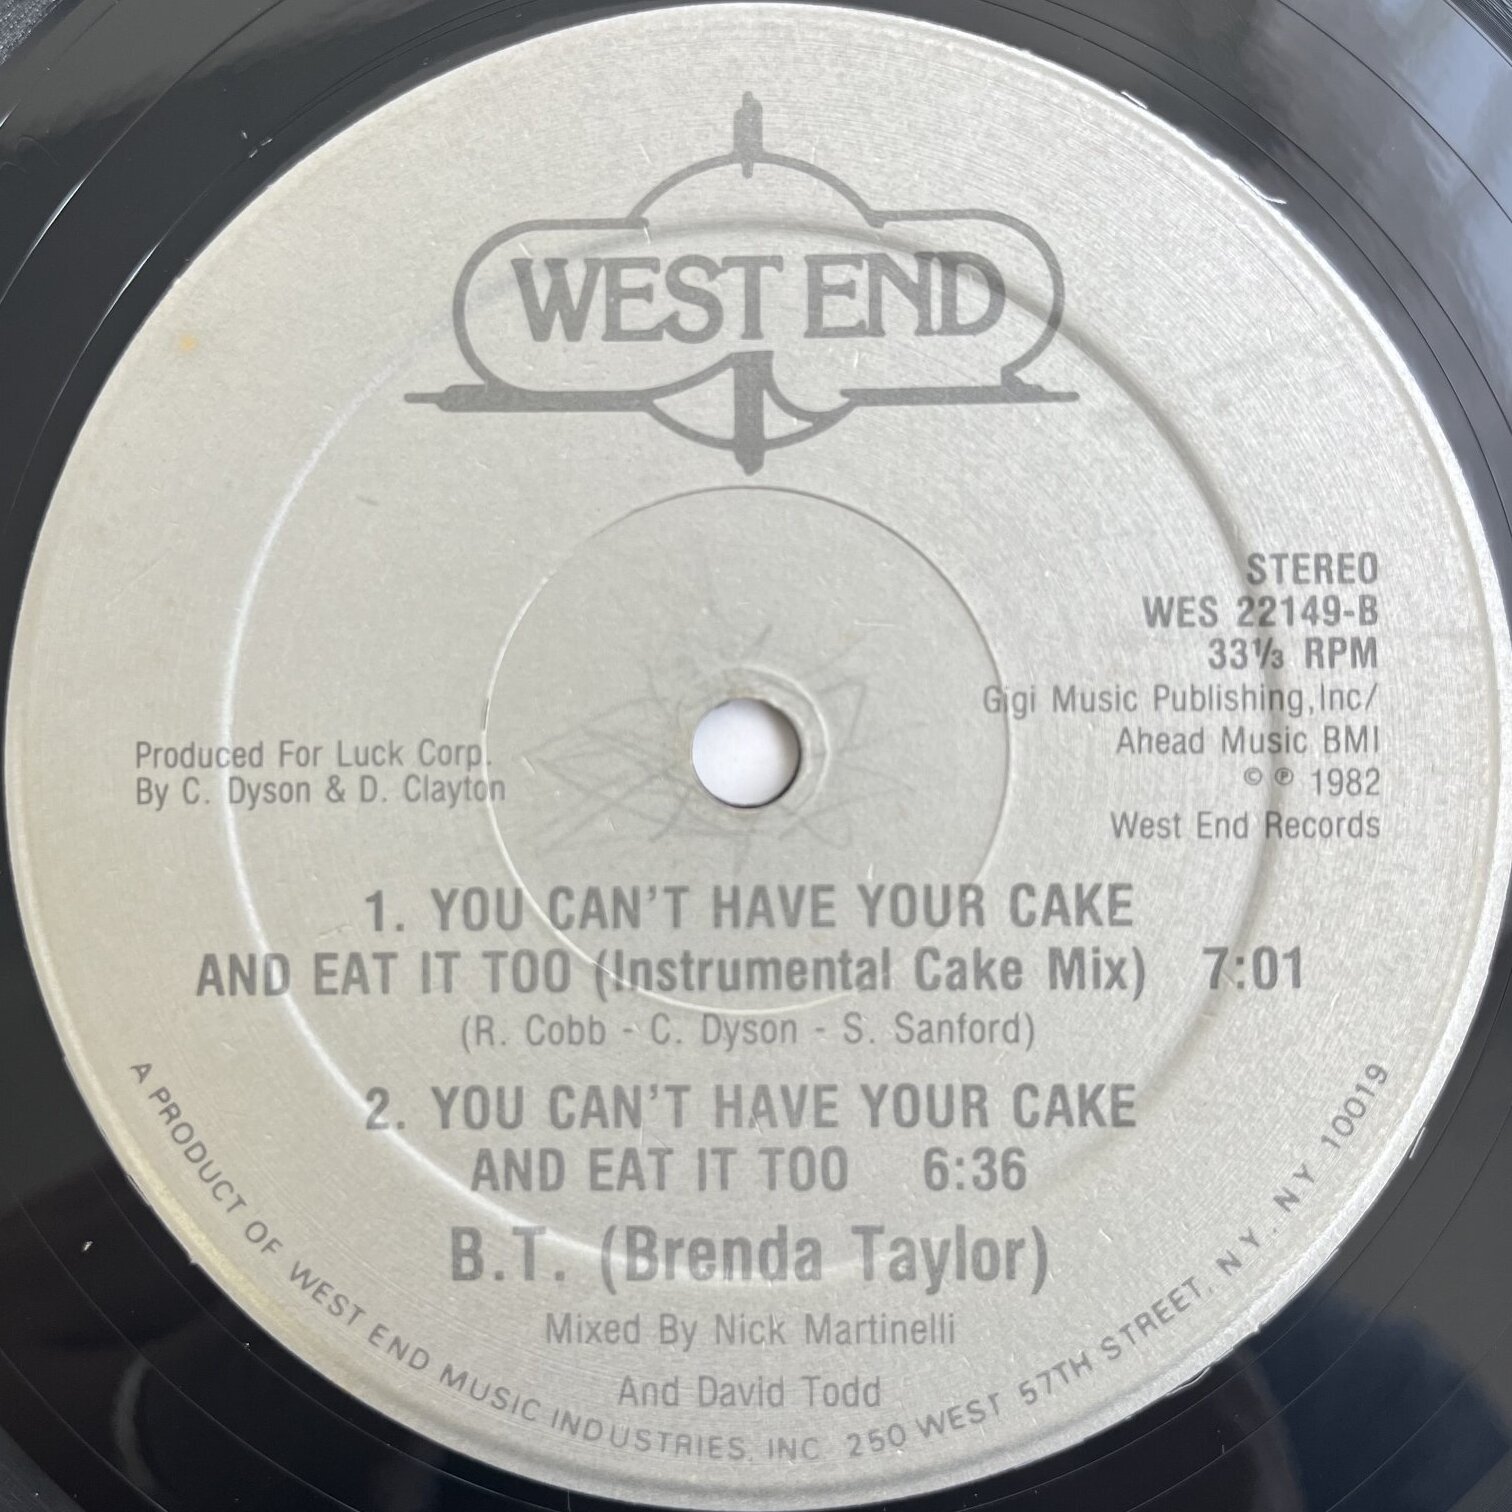 WEST END
STEREO
WES 22149-B
33⅓ RPM
Gigi Music Publishing,Inc/
Ahead Music BMI
© ℗ 1982
West End Records
Produced For Luck Corp.
By C. Dyson & D. Clayton
1. YOU CAN'T HAVE YOUR CAKE
AND EAT IT TOO (Instrumental Cake Mix) 7:01
(R. Cobb - C. Dyson - S. Sanford)
2. YOU CAN'T HAVE YOUR CAKE
AND EAT IT TOO 6:36
B.T. (Brenda Taylor)
Mixed By Nick Martinelli
And David Todd
A PRODUCT OF WEST END MUSIC INDUSTRIES, INC 250 WEST 57TH STREET, N.Y., NY 10019